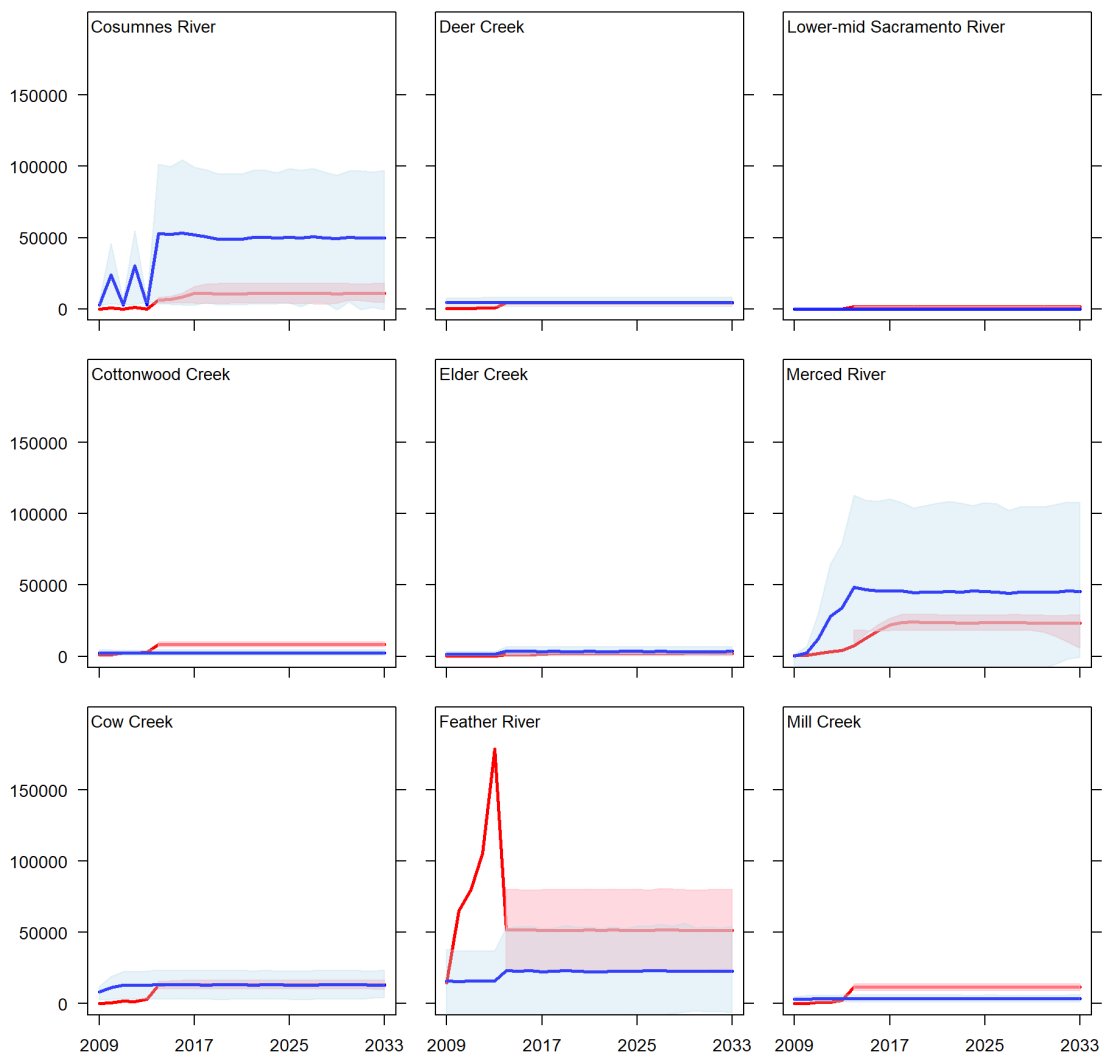 Cosumnes River
Deer Creek
Lower-mid Sacramento River
150000
100000
50000
0
Cottonwood Creek
Elder Creek
Merced River
150000
100000
50000
0
Cow Creek
Feather River
Mill Creek
150000
100000
50000
0
2009 2017 2025 2033
2009 2017 2025 2033
2009 2017 2025 2033